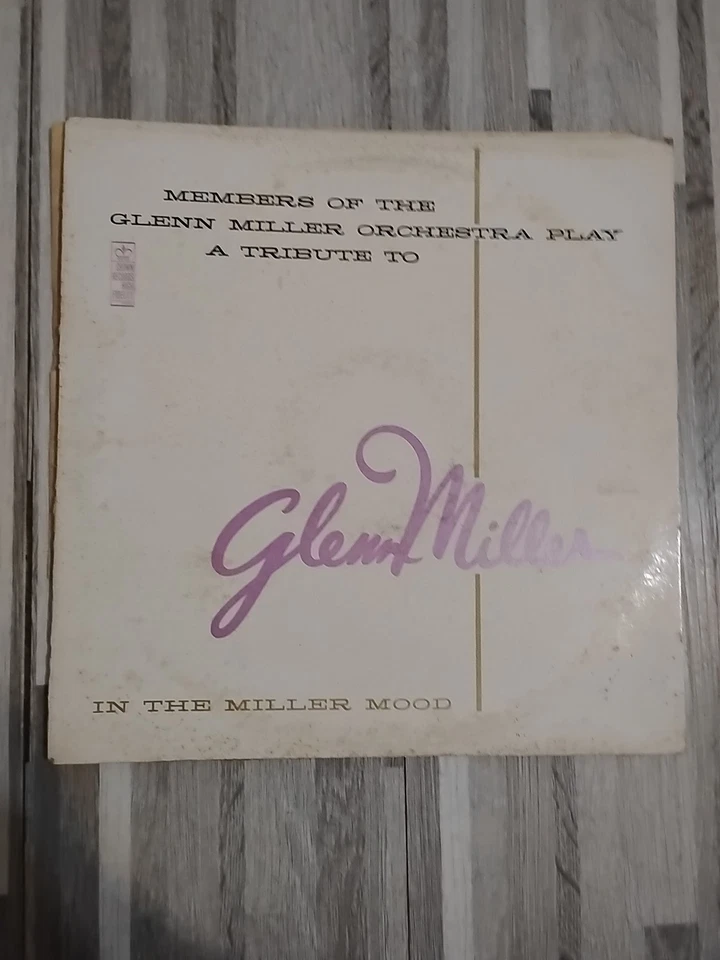 MEMBERS OF THE
GLENN MILLER ORCHESTRA PLAY
A TRIBUTE TO
Glenn Miller
IN THE MILLER MOOD